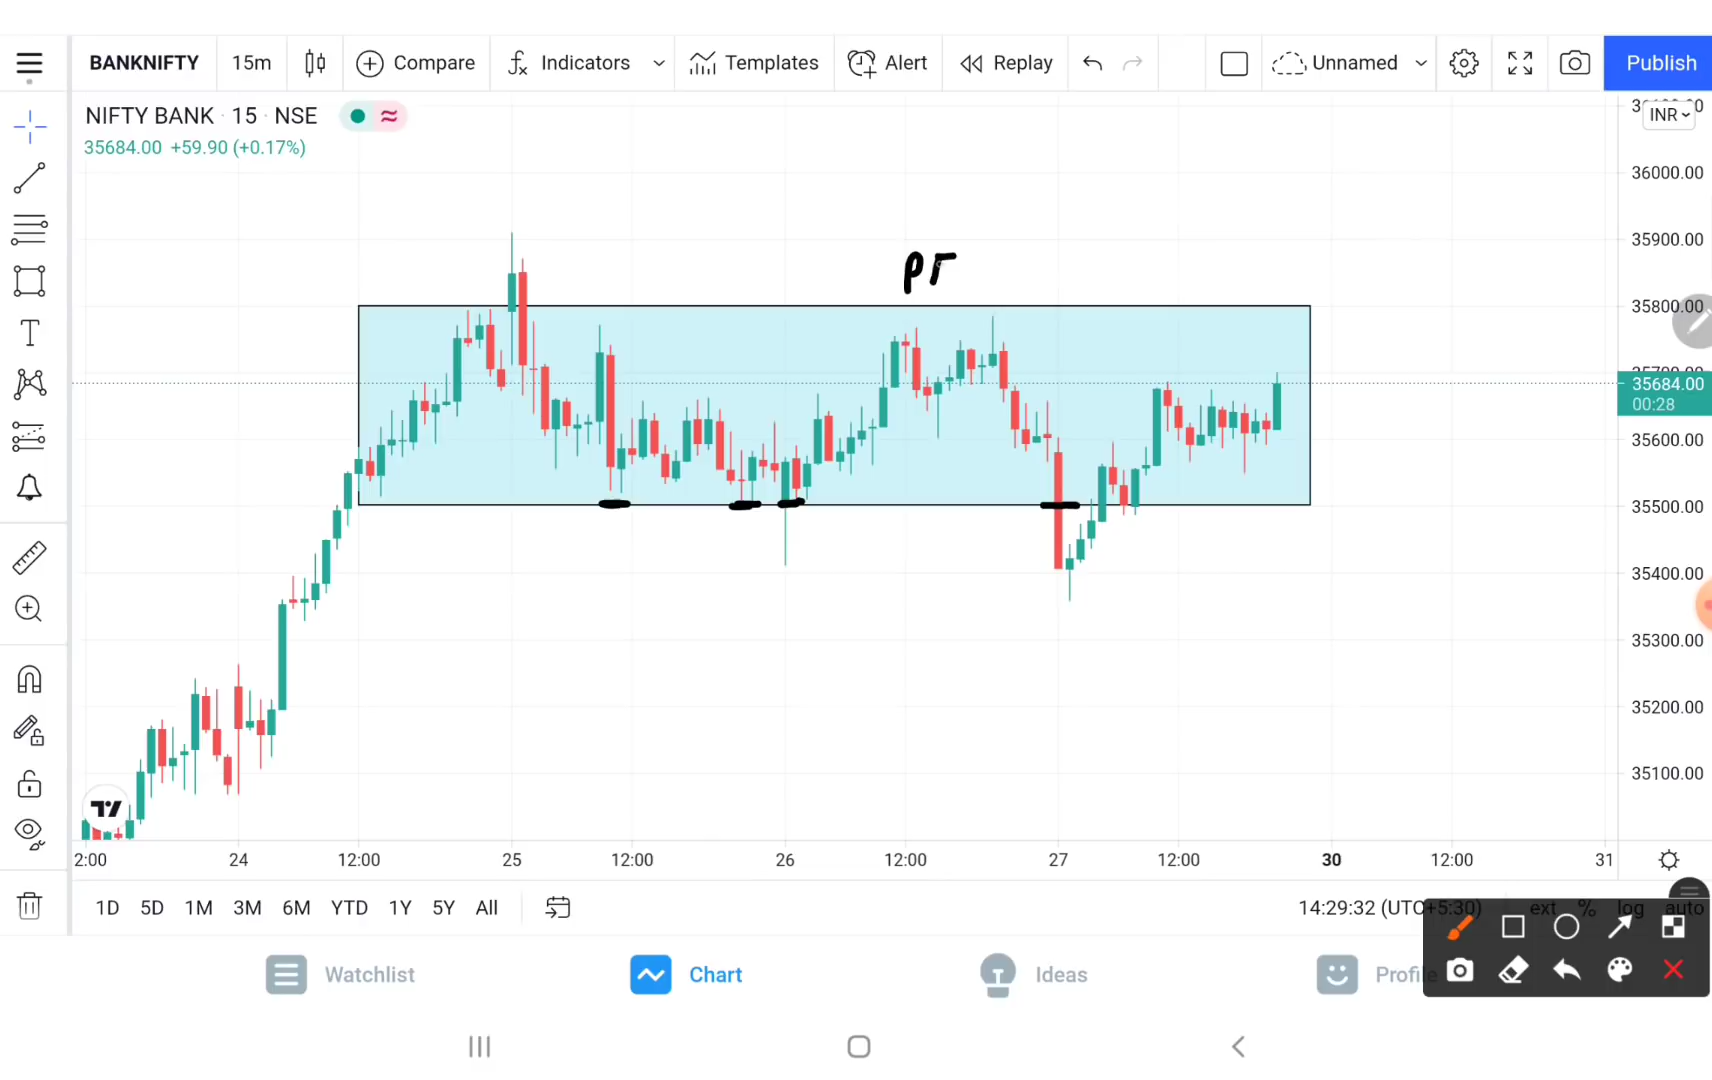 BANKNIFTY 15m Compare Indicators Templates Alert Replay Unnamed Publish
NIFTY BANK · 15 · NSE
INR
35684.00 +59.90 (+0.17%)
36000.00
35900.00
35800.00
35684.00
00:28
35600.00
35500.00
35400.00
35300.00
35200.00
35100.00
2:00 24 12:00 25 12:00 26 12:00 27 12:00 30 12:00 31
1D 5D 1M 3M 6M YTD 1Y 5Y All
14:29:32 (UTC+5:30) ext % log auto
Watchlist Chart Ideas Profile